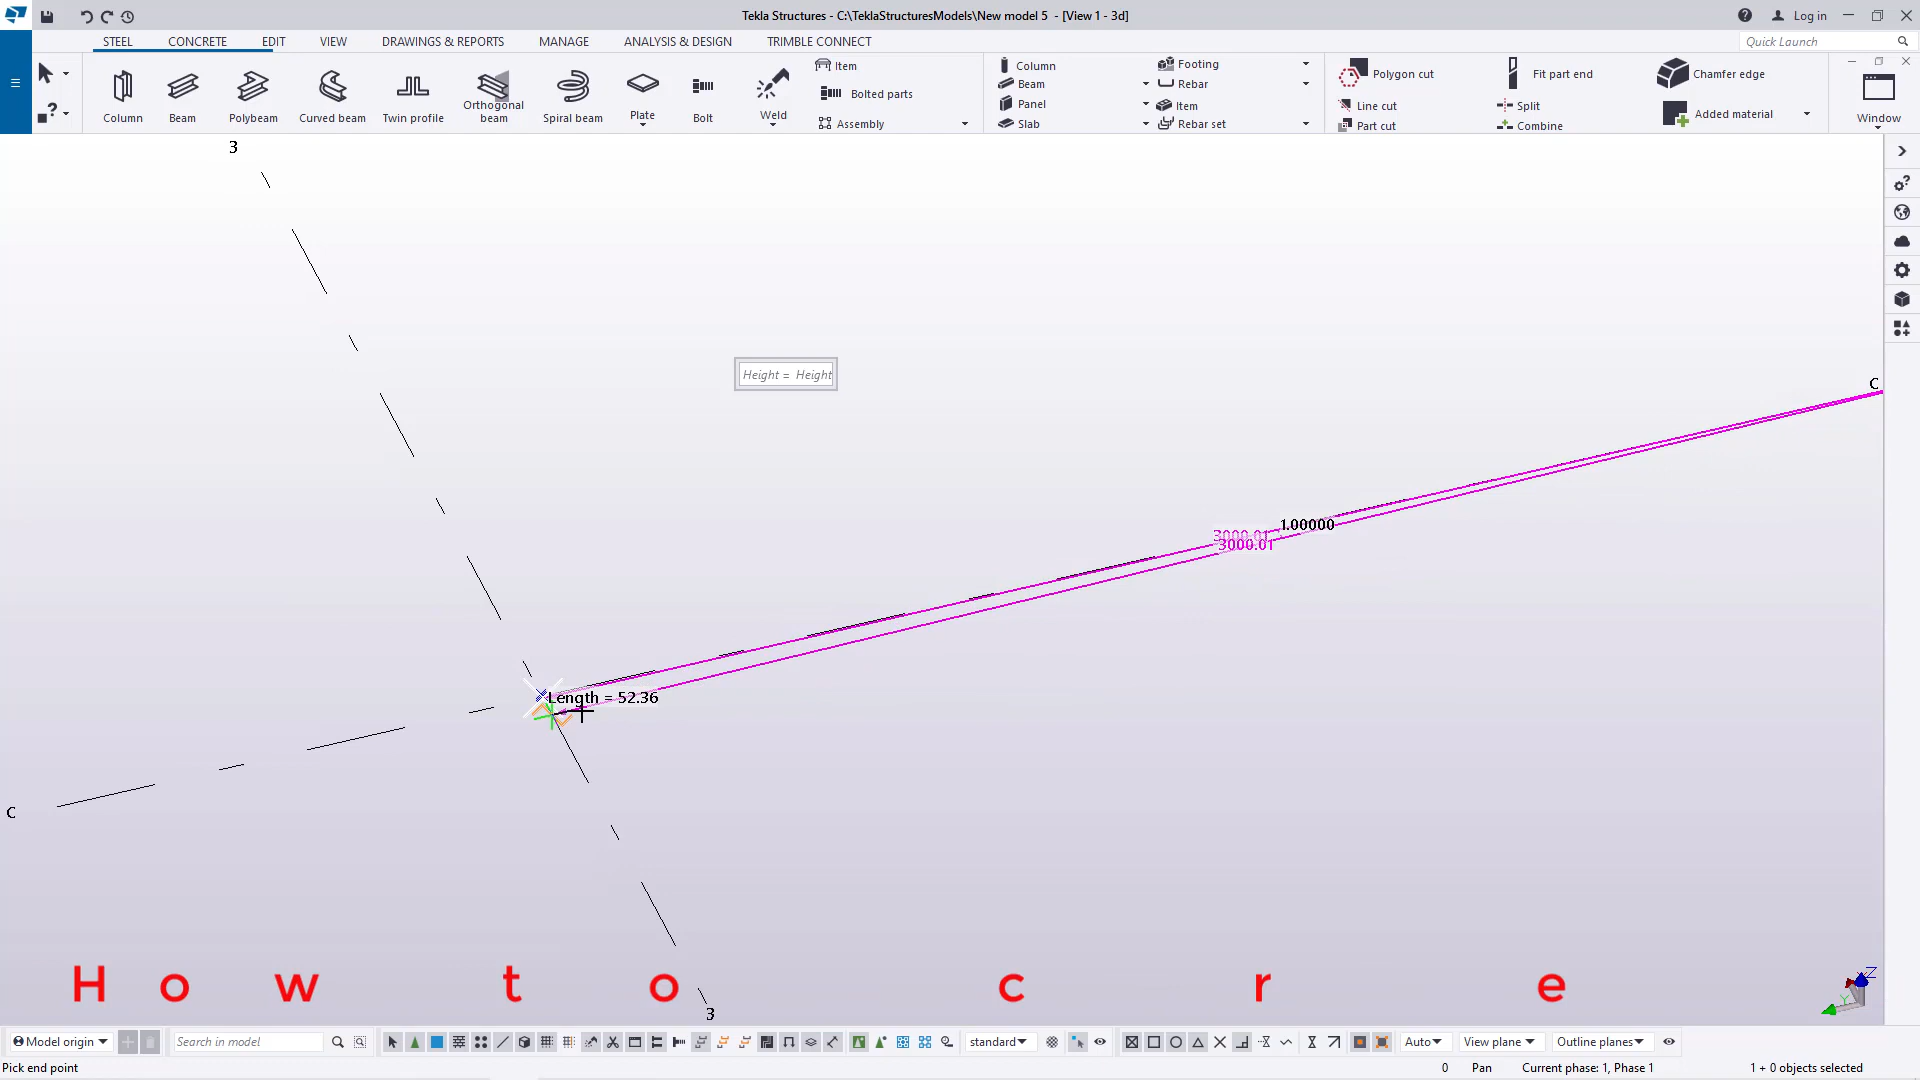 Tekla Structures - C:\TeklaStructuresModels\New model 5 - [View 1 - 3d]
Log in
STEEL CONCRETE EDIT VIEW DRAWINGS & REPORTS MANAGE ANALYSIS & DESIGN TRIMBLE CONNECT
Quick Launch
Column
Beam
Polybeam
Curved beam
Twin profile
Orthogonal
beam
Spiral beam
Plate
Bolt
Weld
Item
Bolted parts
Assembly
Column
Beam
Panel
Slab
Footing
Rebar
Item
Rebar set
Polygon cut
Line cut
Part cut
Fit part end
Split
Combine
Chamfer edge
Added material
Window
3
Height = Height
C
1.00000
3000.01
3000.01
Length = 52.36
C
How to cre
3
Z
Y
Model origin
Search in model
standard
Auto
View plane
Outline planes
Pick end point
0
Pan
Current phase: 1, Phase 1
1 + 0 objects selected